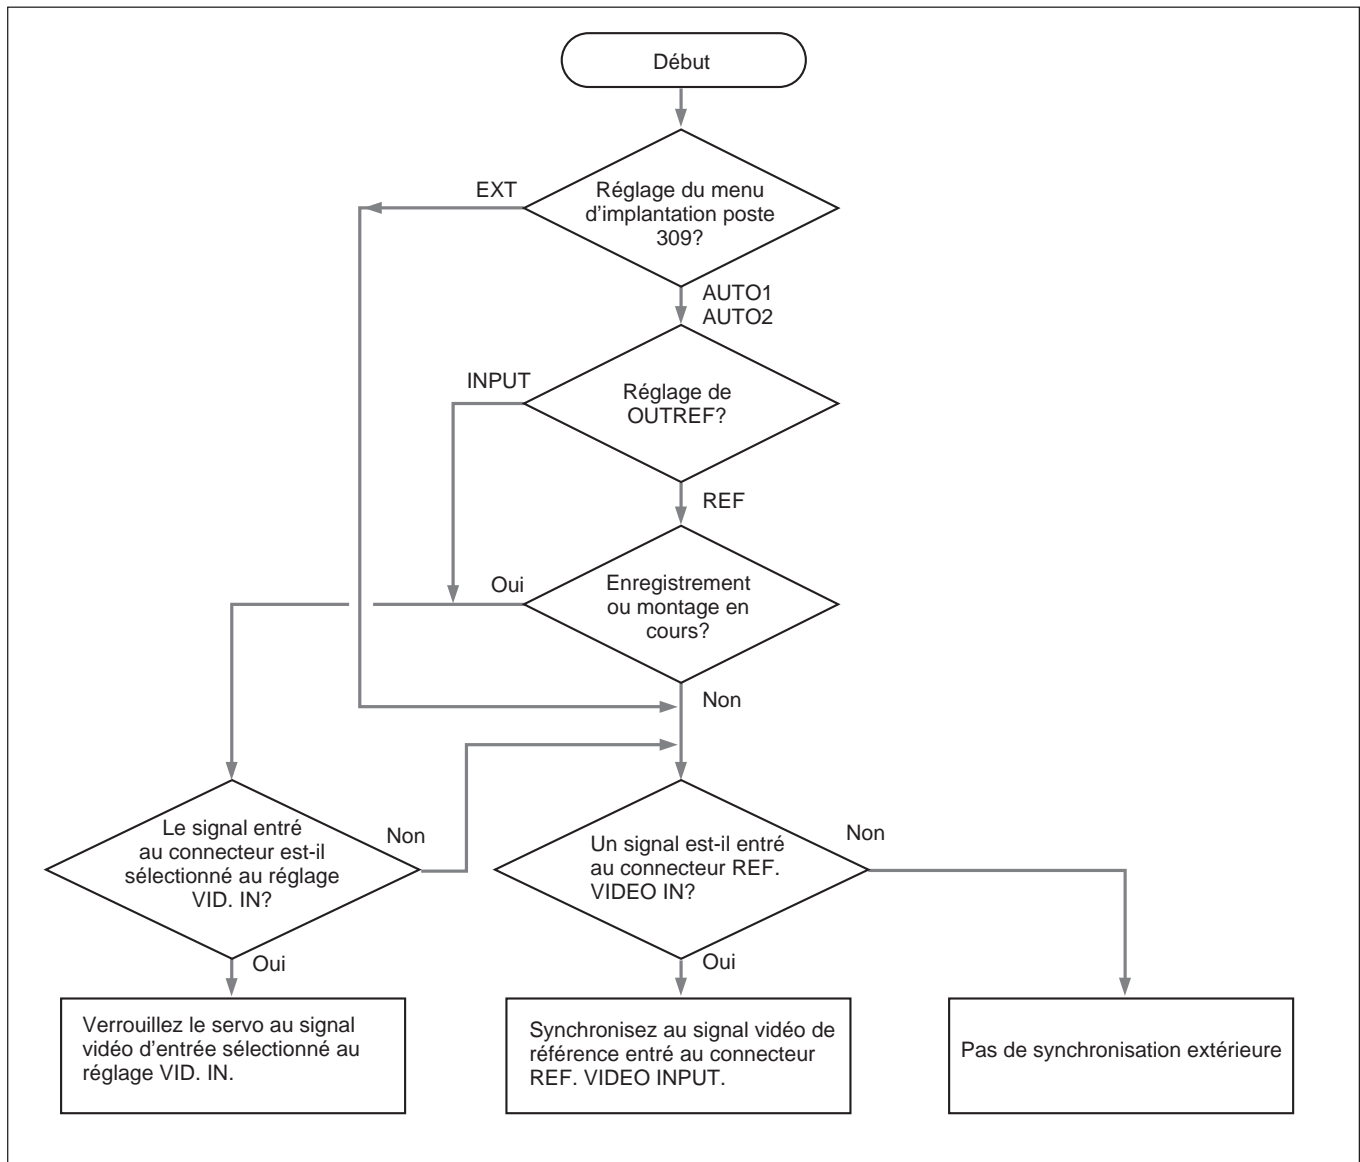 Début
EXT
Réglage du menu
d'implantation poste
309?
AUTO1
AUTO2
INPUT
Réglage de
OUTREF?
REF
Oui
Enregistrement
ou montage en
cours?
Non
Le signal entré
au connecteur est-il
sélectionné au réglage
VID. IN?
Non
Un signal est-il entré
au connecteur REF.
VIDEO IN?
Non
Oui
Oui
Verrouillez le servo au signal
vidéo d'entrée sélectionné au
réglage VID. IN.
Synchronisez au signal vidéo de
référence entré au connecteur
REF. VIDEO INPUT.
Pas de synchronisation extérieure